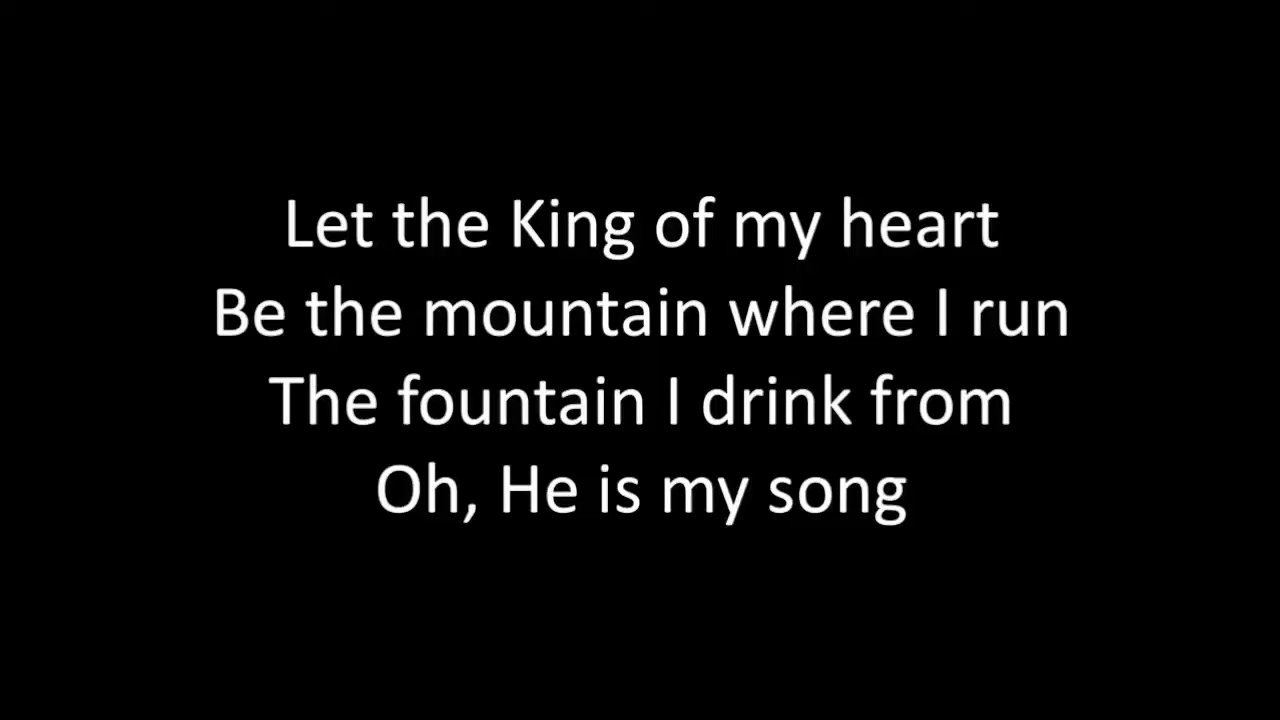 Let the King of my heart
Be the mountain where I run
The fountain I drink from
Oh, He is my song